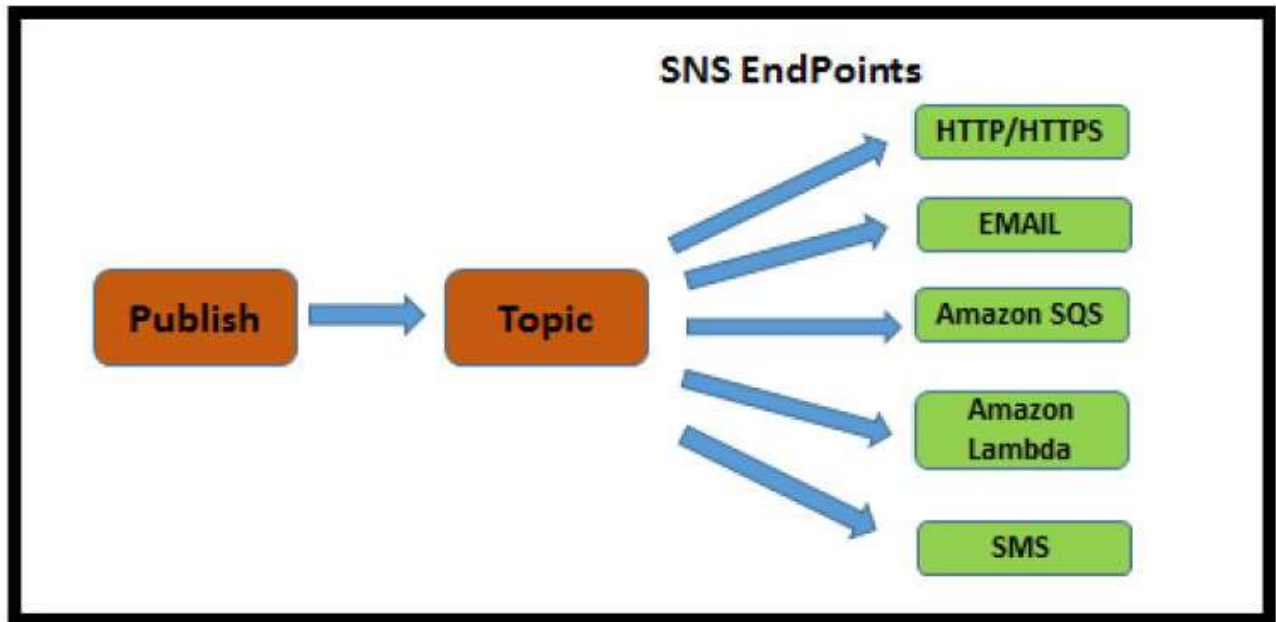 SNS EndPoints
HTTP/HTTPS
EMAIL
Publish
Topic
Amazon SQS
Amazon
Lambda
SMS